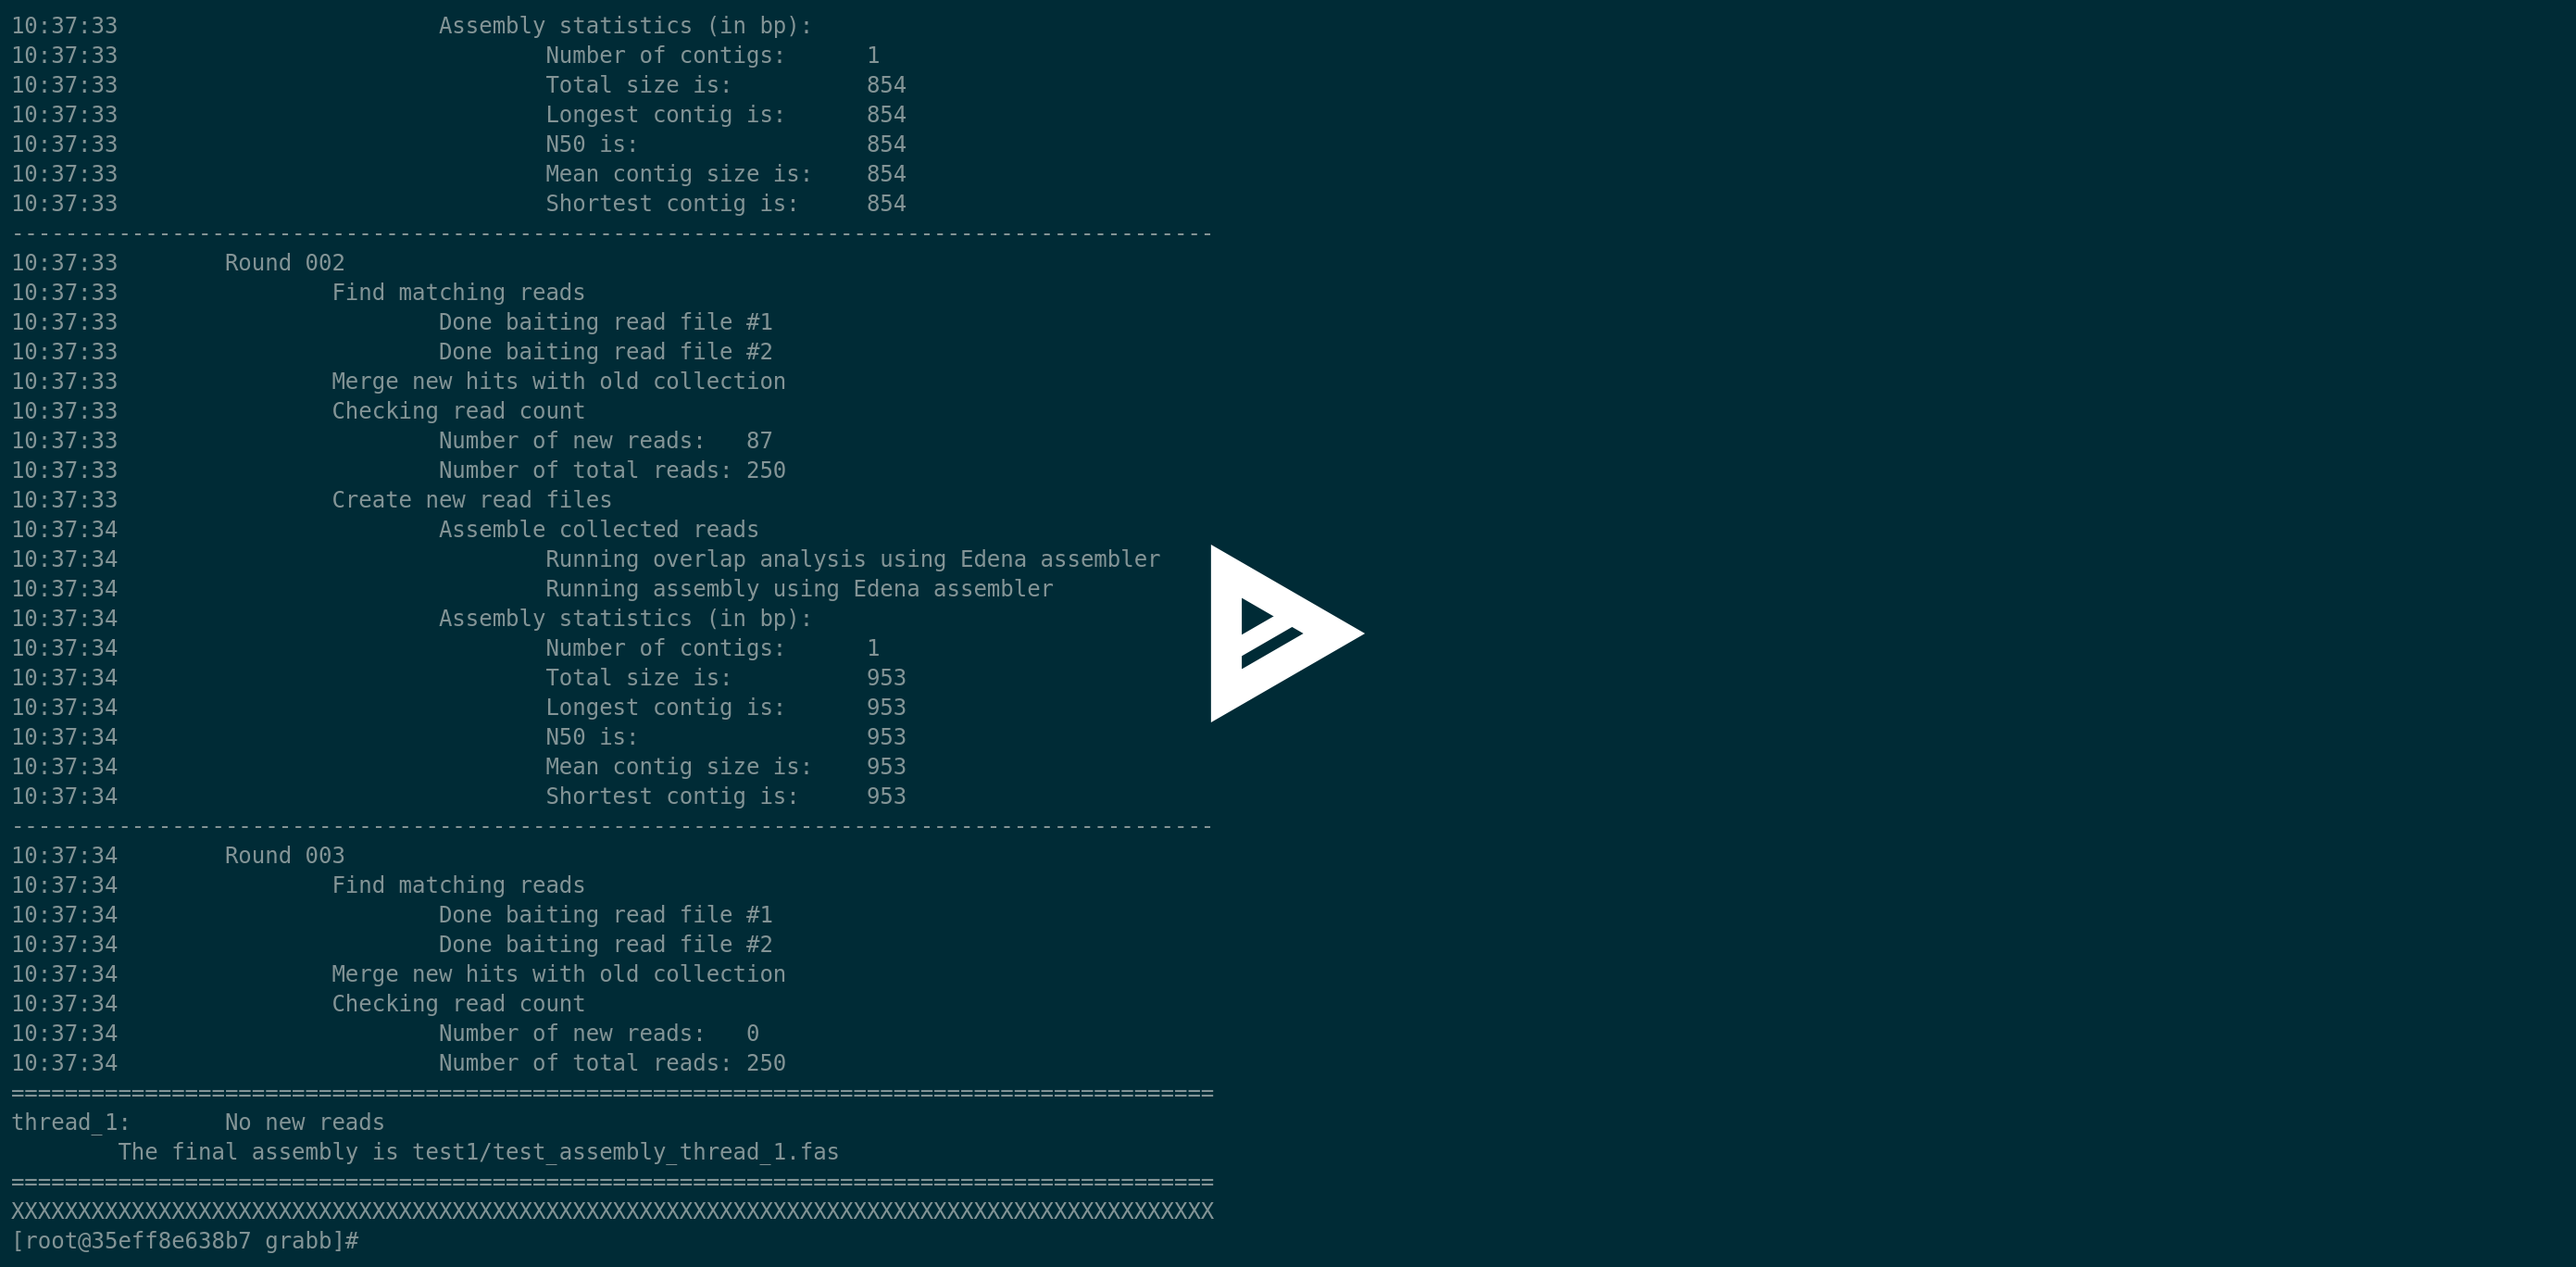 10:37:33                        Assembly statistics (in bp):
10:37:33                                Number of contigs:      1
10:37:33                                Total size is:          854
10:37:33                                Longest contig is:      854
10:37:33                                N50 is:                 854
10:37:33                                Mean contig size is:    854
10:37:33                                Shortest contig is:     854
------------------------------------------------------------------------------------------
10:37:33        Round 002
10:37:33                Find matching reads
10:37:33                        Done baiting read file #1
10:37:33                        Done baiting read file #2
10:37:33                Merge new hits with old collection
10:37:33                Checking read count
10:37:33                        Number of new reads:   87
10:37:33                        Number of total reads: 250
10:37:33                Create new read files
10:37:34                        Assemble collected reads
10:37:34                                Running overlap analysis using Edena assembler
10:37:34                                Running assembly using Edena assembler
10:37:34                        Assembly statistics (in bp):
10:37:34                                Number of contigs:      1
10:37:34                                Total size is:          953
10:37:34                                Longest contig is:      953
10:37:34                                N50 is:                 953
10:37:34                                Mean contig size is:    953
10:37:34                                Shortest contig is:     953
------------------------------------------------------------------------------------------
10:37:34        Round 003
10:37:34                Find matching reads
10:37:34                        Done baiting read file #1
10:37:34                        Done baiting read file #2
10:37:34                Merge new hits with old collection
10:37:34                Checking read count
10:37:34                        Number of new reads:   0
10:37:34                        Number of total reads: 250
==========================================================================================
thread_1:       No new reads
        The final assembly is test1/test_assembly_thread_1.fas
==========================================================================================
XXXXXXXXXXXXXXXXXXXXXXXXXXXXXXXXXXXXXXXXXXXXXXXXXXXXXXXXXXXXXXXXXXXXXXXXXXXXXXXXXXXXXXXXXX
[root@35eff8e638b7 grabb]#